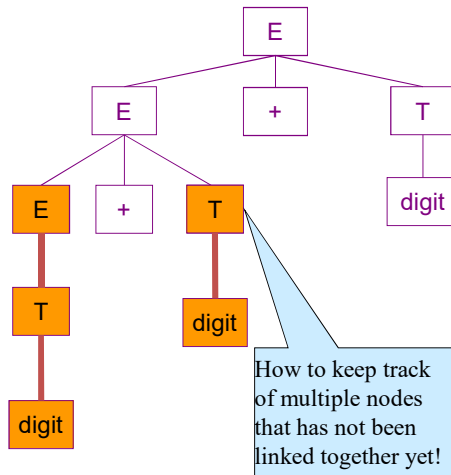 E
E
+
T
E
+
T
digit
T
digit
digit
How to keep track
of multiple nodes
that has not been
linked together yet!